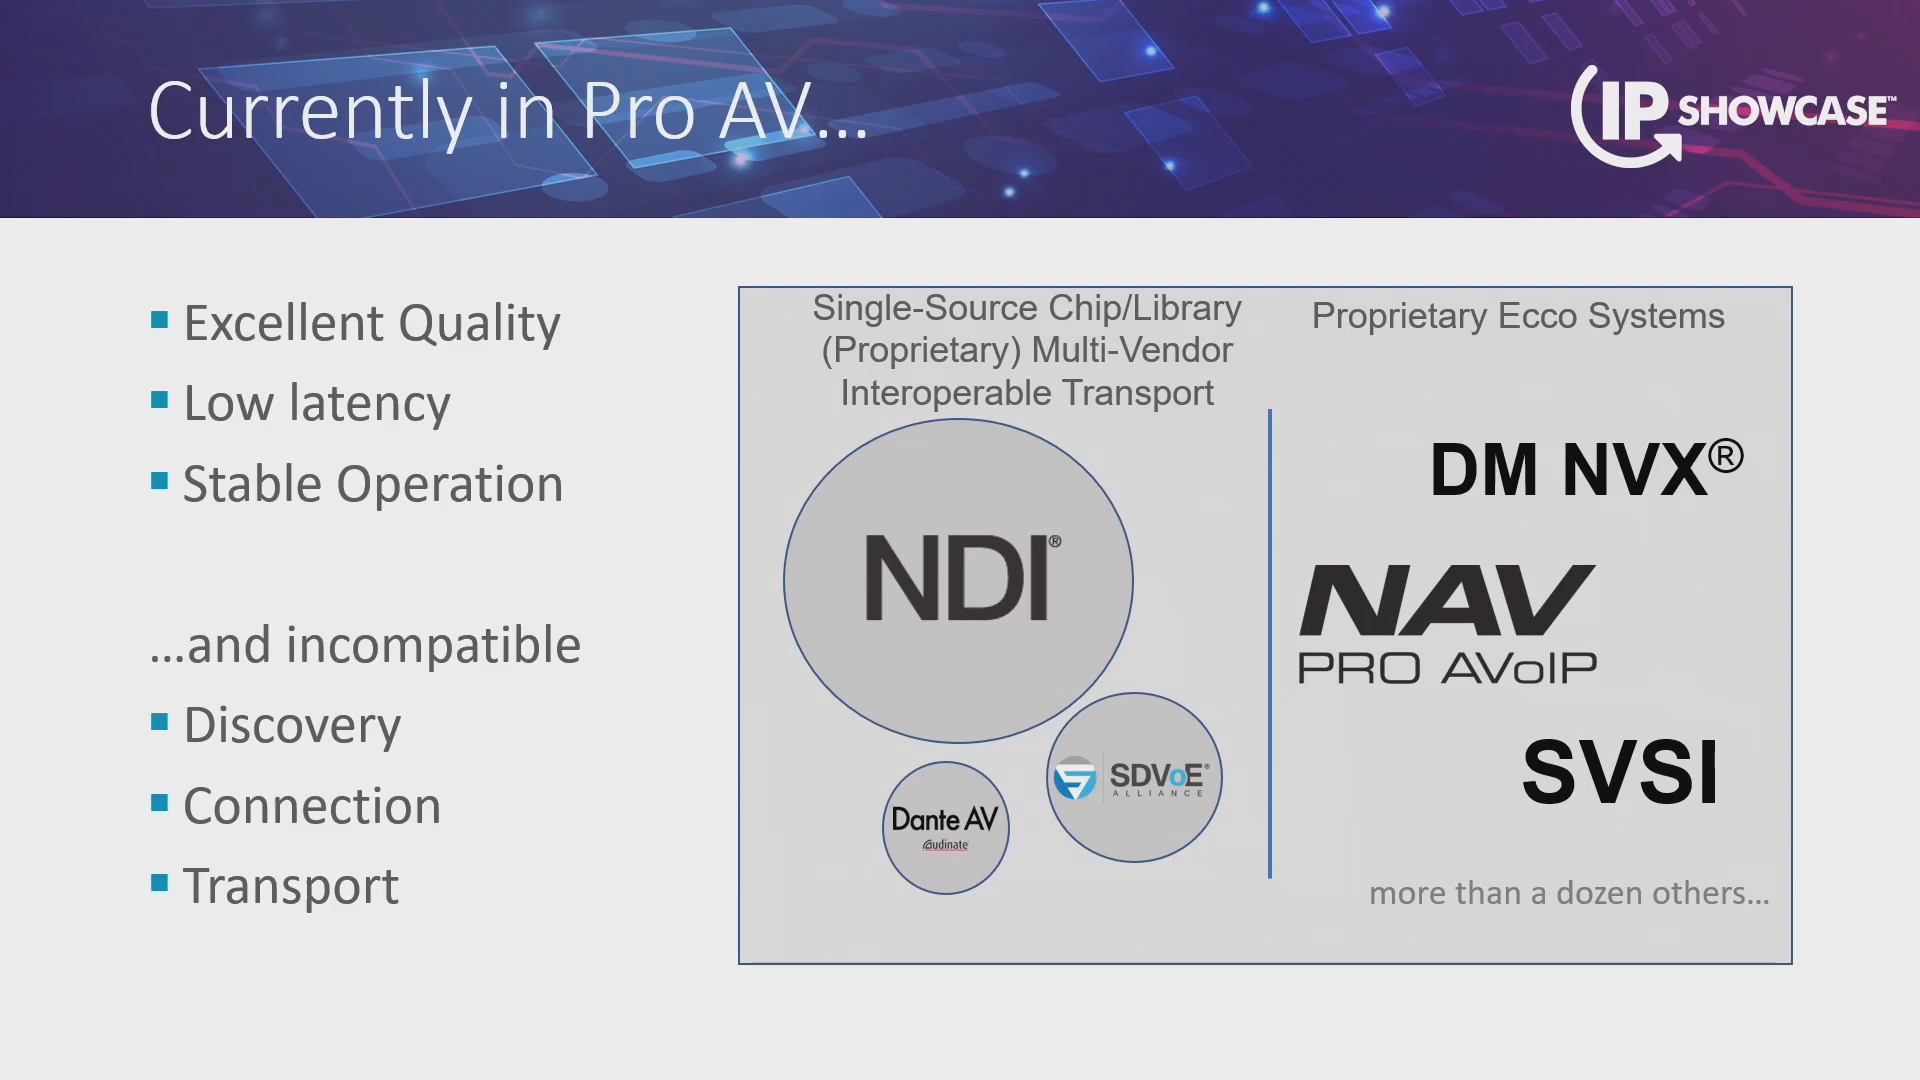 Currently in Pro AV...
IP SHOWCASE™
Excellent Quality
Low latency
Stable Operation
...and incompatible
Discovery
Connection
Transport
Single-Source Chip/Library
(Proprietary) Multi-Vendor
Interoperable Transport
NDI®
SDVoE®
ALLIANCE
Dante AV
Audinate
Proprietary Ecco Systems
DM NVX®
NAV
PRO AVoIP
SVSI
more than a dozen others...